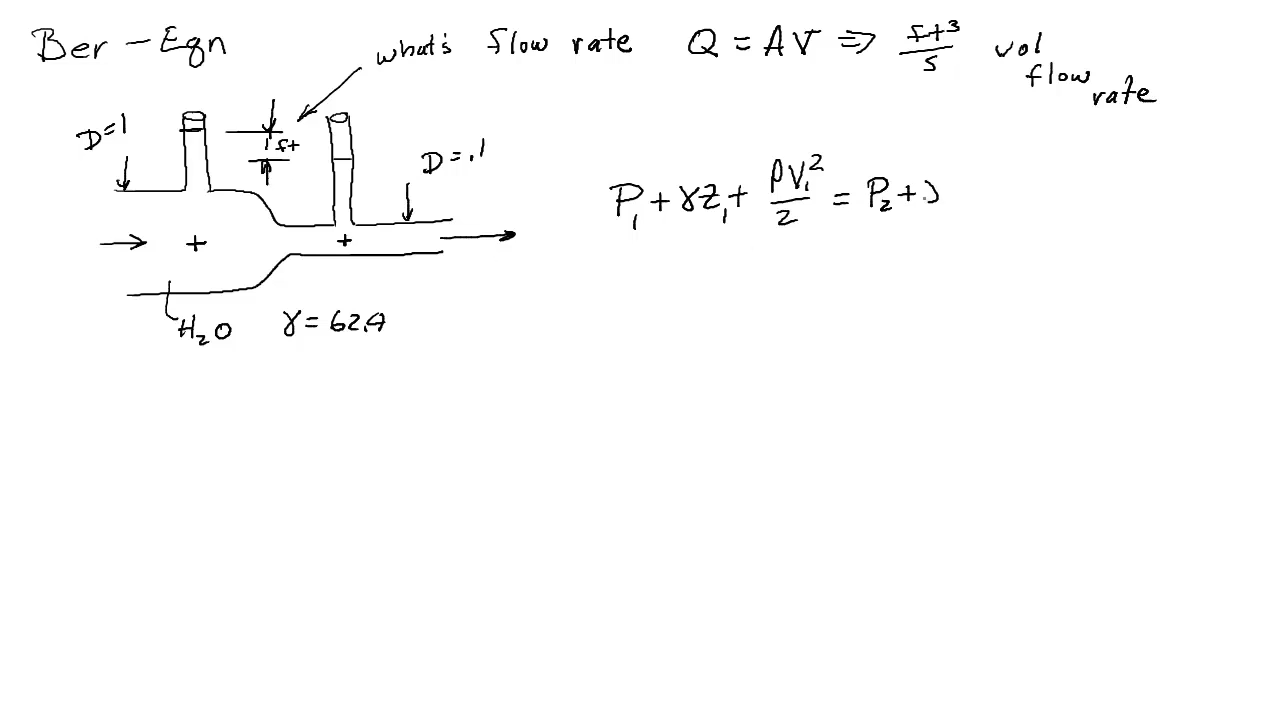 Ber - Eqn
what's flow rate Q = AV ⇒ ft³/s vol flow rate
D=1
1 ft
D=.1
P₁ + γZ₁ + ρV₁²/2 = P₂ +
H₂O γ = 62.4